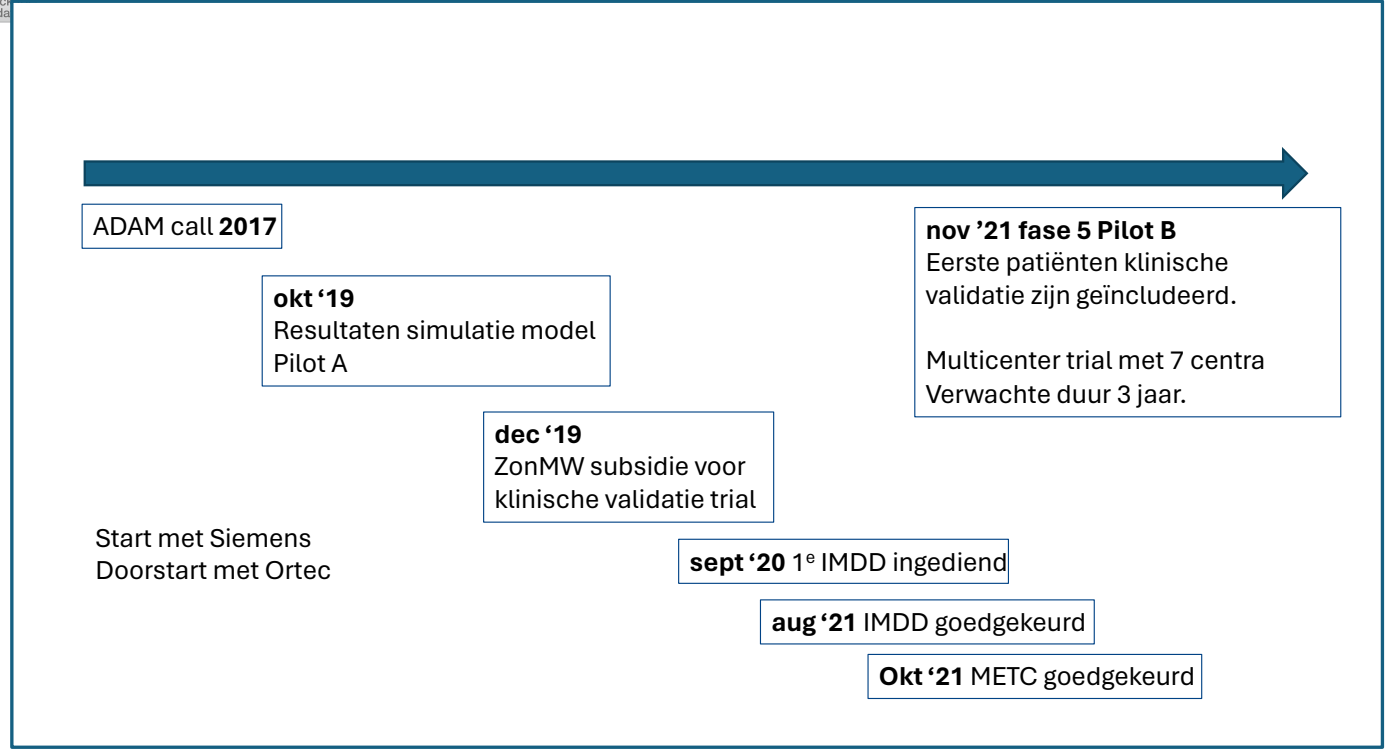 ADAM call 2017
okt ‘19
Resultaten simulatie model
Pilot A
dec ‘19
ZonMW subsidie voor
klinische validatie trial
Start met Siemens
Doorstart met Ortec
sept ‘20 1e IMDD ingediend
aug ‘21 IMDD goedgekeurd
Okt ‘21 METC goedgekeurd
nov ’21 fase 5 Pilot B
Eerste patiënten klinische
validatie zijn geïncludeerd.
Multicenter trial met 7 centra
Verwachte duur 3 jaar.